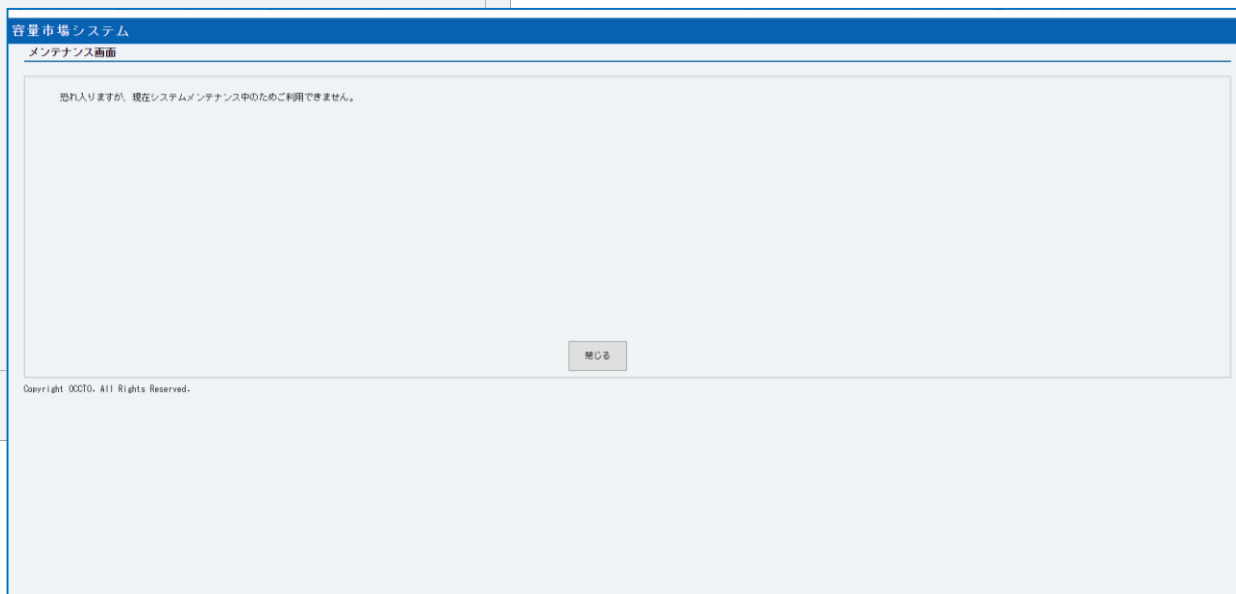 容量市場システム
メンテナンス画面
恐れ入りますが、現在システムメンテナンス中のためご利用できません。
閉じる
Copyright OCCTO. All Rights Reserved.